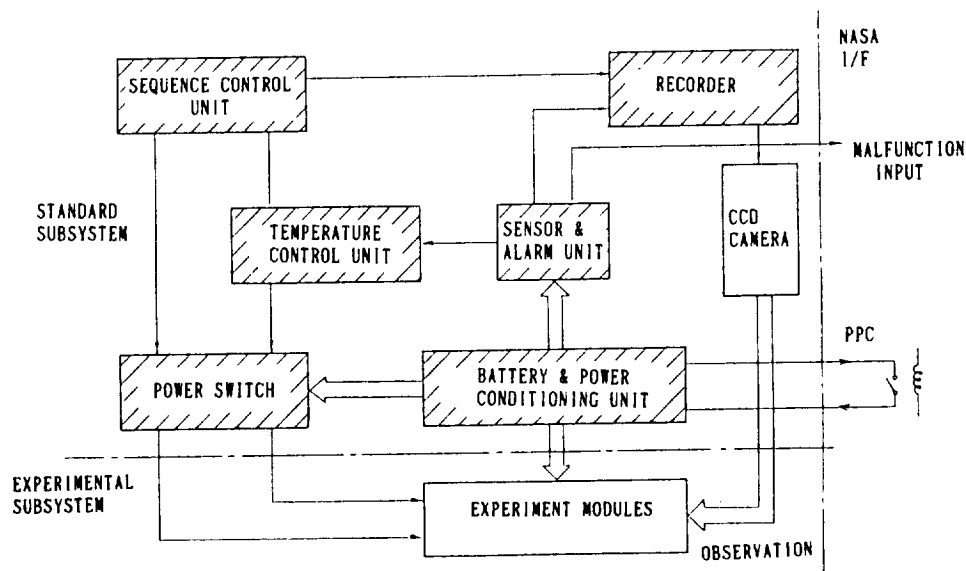 NASA
I/F
SEQUENCE CONTROL
UNIT
RECORDER
MALFUNCTION
INPUT
STANDARD
SUBSYSTEM
TEMPERATURE
CONTROL UNIT
SENSOR &
ALARM UNIT
CCD
CAMERA
PPC
POWER SWITCH
BATTERY & POWER
CONDITIONING UNIT
EXPERIMENTAL
SUBSYSTEM
EXPERIMENT MODULES
OBSERVATION